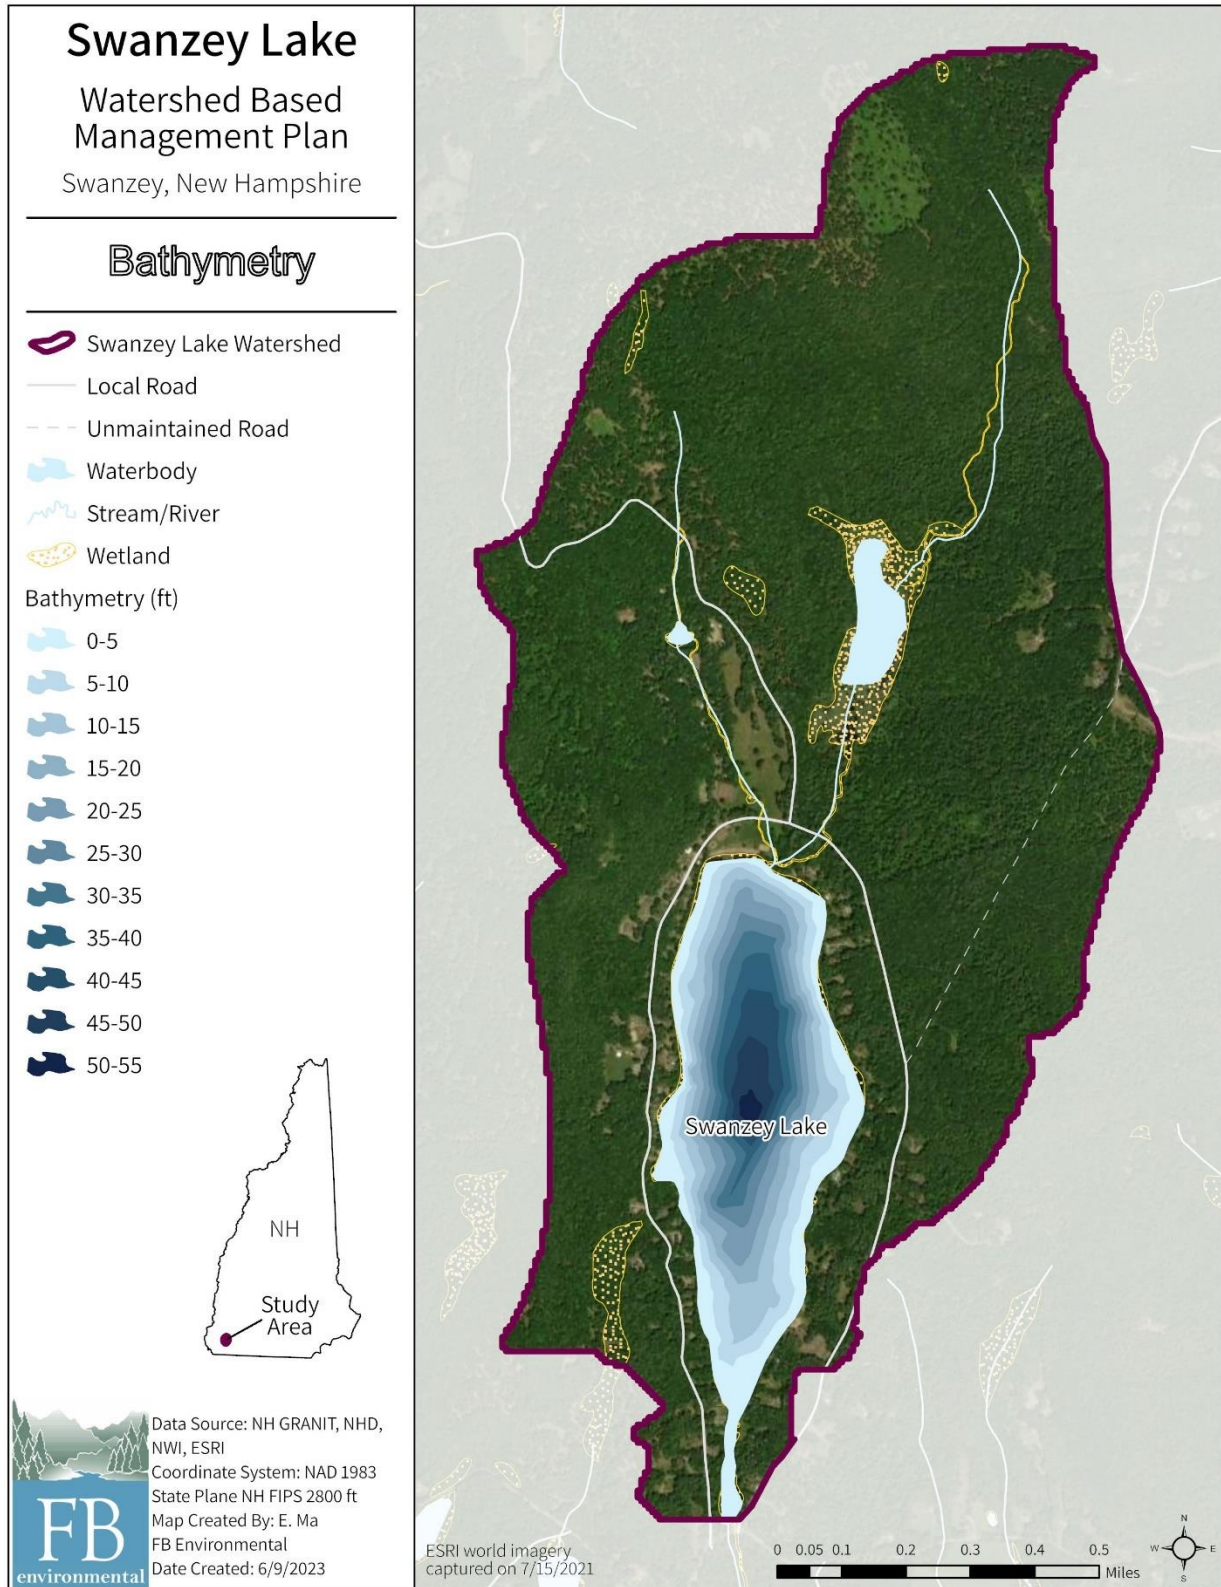 Swanzey Lake
Watershed Based
Management Plan
Swanzey, New Hampshire
Bathymetry
Swanzey Lake Watershed
Local Road
Unmaintained Road
Waterbody
Stream/River
Wetland
Bathymetry (ft)
0-5
5-10
10-15
15-20
20-25
25-30
30-35
35-40
40-45
45-50
50-55
NH
Study
Area
FB
environmental
Data Source: NH GRANIT, NHD,
NWI, ESRI
Coordinate System: NAD 1983
State Plane NH FIPS 2800 ft
Map Created By: E. Ma
FB Environmental
Date Created: 6/9/2023
Swanzey Lake
ESRI world imagery
captured on 7/15/2021
0 0.05 0.1 0.2 0.3 0.4 0.5
Miles
N
W E
S